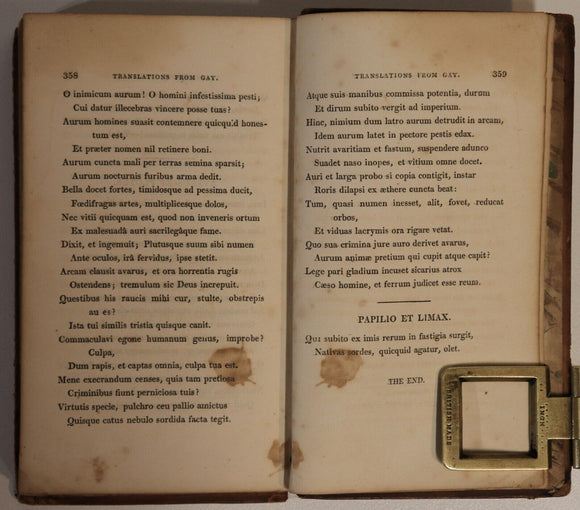 358 TRANSLATIONS FROM GAY.
O inimicum aurum! O homini infestissima pesti;
Cui datur illecebras vincere posse tuas?
Aurum homines suasit contemnere quicquid hones-
tum est,
Et præter nomen nil retinere boni.
Aurum cuncta mali per terras semina sparsit;
Aurum nocturnis furibus arma dedit.
Bella docet fortes, timidosque ad pessima ducit,
Fœdifragas artes, multiplicesque dolos,
Nec vitii quicquam est, quod non inveneris ortum
Ex malesuadâ auri sacrilegâque fame.
Dixit, et ingemuit; Plutusque suum sibi numen
Ante oculos, irâ fervidus, ipse stetit.
Arcam clausit avarus, et ora horrentia rugis
Ostendens; tremulum sic Deus increpuit.
Questibus his raucis mihi cur, stulte, obstrepis
au es?
Ista tui similis tristia quisque canit.
Commaculavi egone humanum genus, improbe?
Culpa,
Dum rapis, et captas omnia, culpa tua est.
Mene execrandum censes, quia tam pretiosa
Criminibus fiunt perniciosa tuis?
Virtutis specie, pulchro ceu pallio amictus
Quisque catus nebulo sordida facta tegit.
TRANSLATIONS FROM GAY. 359
Atque suis manibus commissa potentia, durum
Et dirum subito vergit ad imperium.
Hinc, nimium dum latro aurum detrudit in arcam,
Idem aurum latet in pectore pestis edax.
Nutrit avaritiam et fastum, suspendere adunco
Suadet naso inopes, et vitium omne docet.
Auri et larga probo si copia contigit, instar
Roris dilapsi ex æthere cuncta beat:
Tum, quasi numen inesset, alit, fovet, reducat
orbos,
Et viduas lacrymis ora rigare vetat.
Quo sua crimina jure auro derivet avarus,
Aurum animæ pretium qui cupit atque capit?
Lege pari gladium incuset sicarius atrox
Cæso homine, et ferrum judicet esse reum.
PAPILIO ET LIMAX.
Qui subito ex imis rerum in fastigia surgit,
Nativas sordes, quicquid agatur, olet.
THE END.
BRITISH MADE